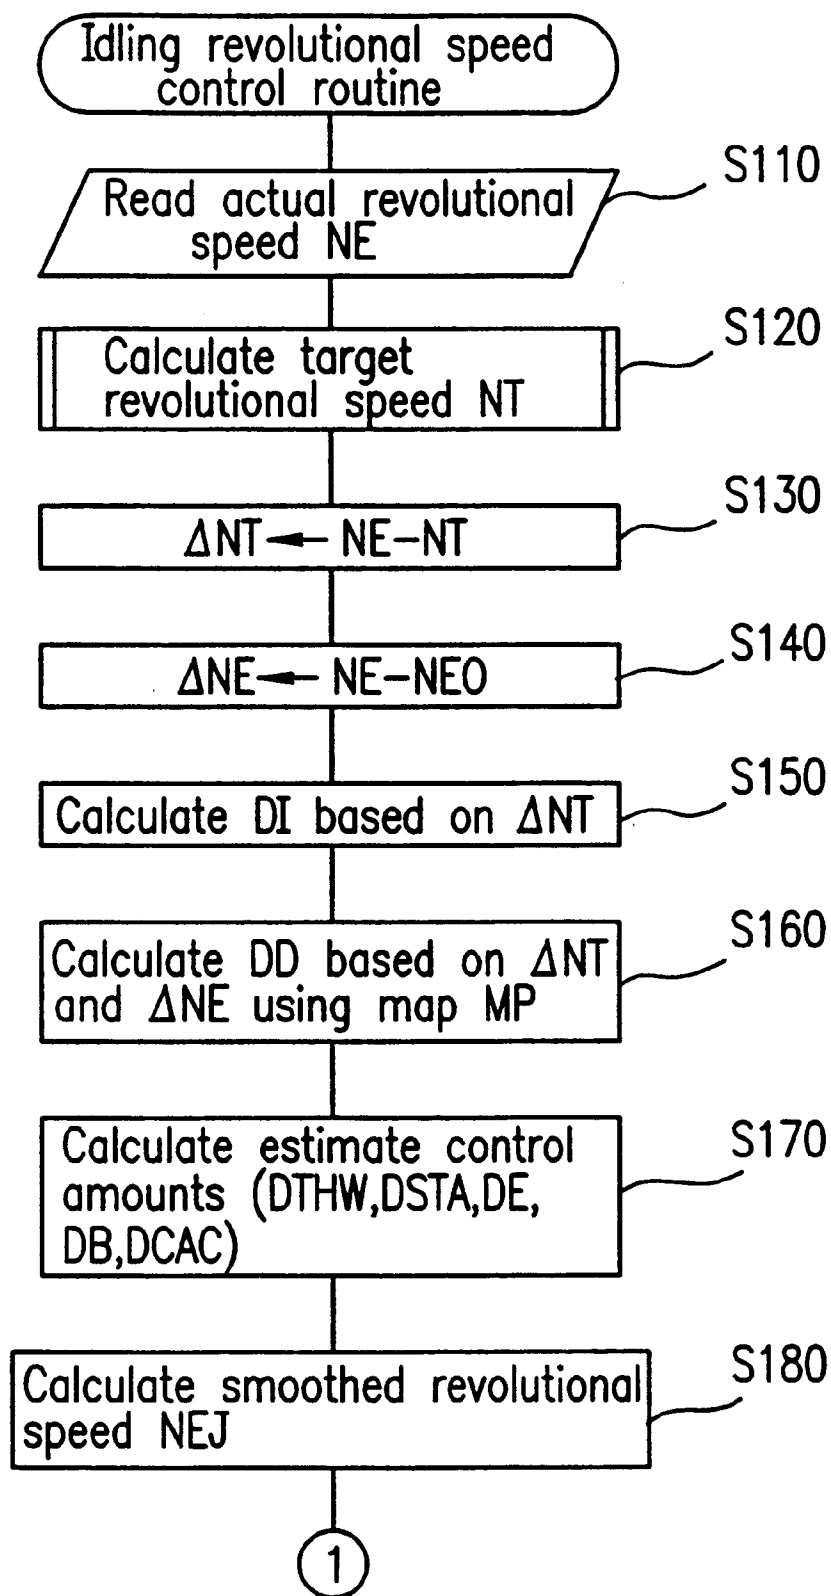 Idling revolutional speed
control routine
S110
Read actual revolutional
speed NE
S120
Calculate target
revolutional speed NT
S130
ΔNT← NE–NT
S140
ΔNE← NE–NEO
S150
Calculate DI based on ΔNT
S160
Calculate DD based on ΔNT
and ΔNE using map MP
S170
Calculate estimate control
amounts (DTHW,DSTA,DE,
DB,DCAC)
S180
Calculate smoothed revolutional
speed NEJ
1